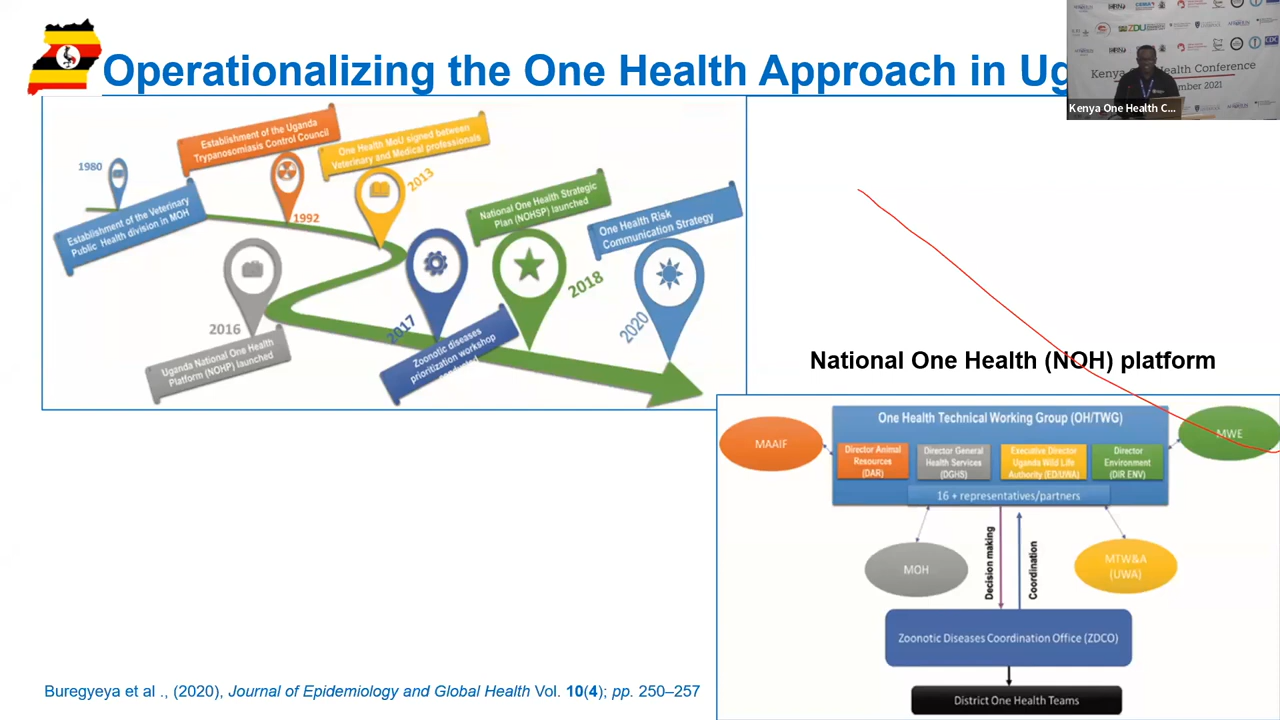 Operationalizing the One Health Approach in Ug
Kenya
Health Conference
mber 2021
Kenya One Health C...
1980
Establishment of the Veterinary
Public Health division in MOH
Establishment of the Uganda
Trypanosomiasis Control Council
1992
One Health MoU signed between
Veterinary and Medical professionals
2013
2016
Uganda National One Health
Platform (NOHP) launched
2017
Zoonotic diseases
prioritization workshop
National One Health Strategic
Plan (NOHSP) launched
2018
One Health Risk
Communication Strategy
2020
National One Health (NOH) platform
One Health Technical Working Group (OH/TWG)
MAAIF
Director Animal
Resources
(DAR)
Director General
Health Services
(DGHS)
Executive Director
Uganda Wild Life
Authority (ED/UWA)
Director
Environment
(DIR ENV)
MWE
16 + representatives/partners
MOH
Decision making
Coordination
MTW&A
(UWA)
Zoonotic Diseases Coordination Office (ZDCO)
District One Health Teams
Buregyeya et al ., (2020), Journal of Epidemiology and Global Health Vol. 10(4); pp. 250–257